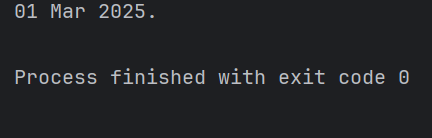 01 Mar 2025.
Process finished with exit code 0